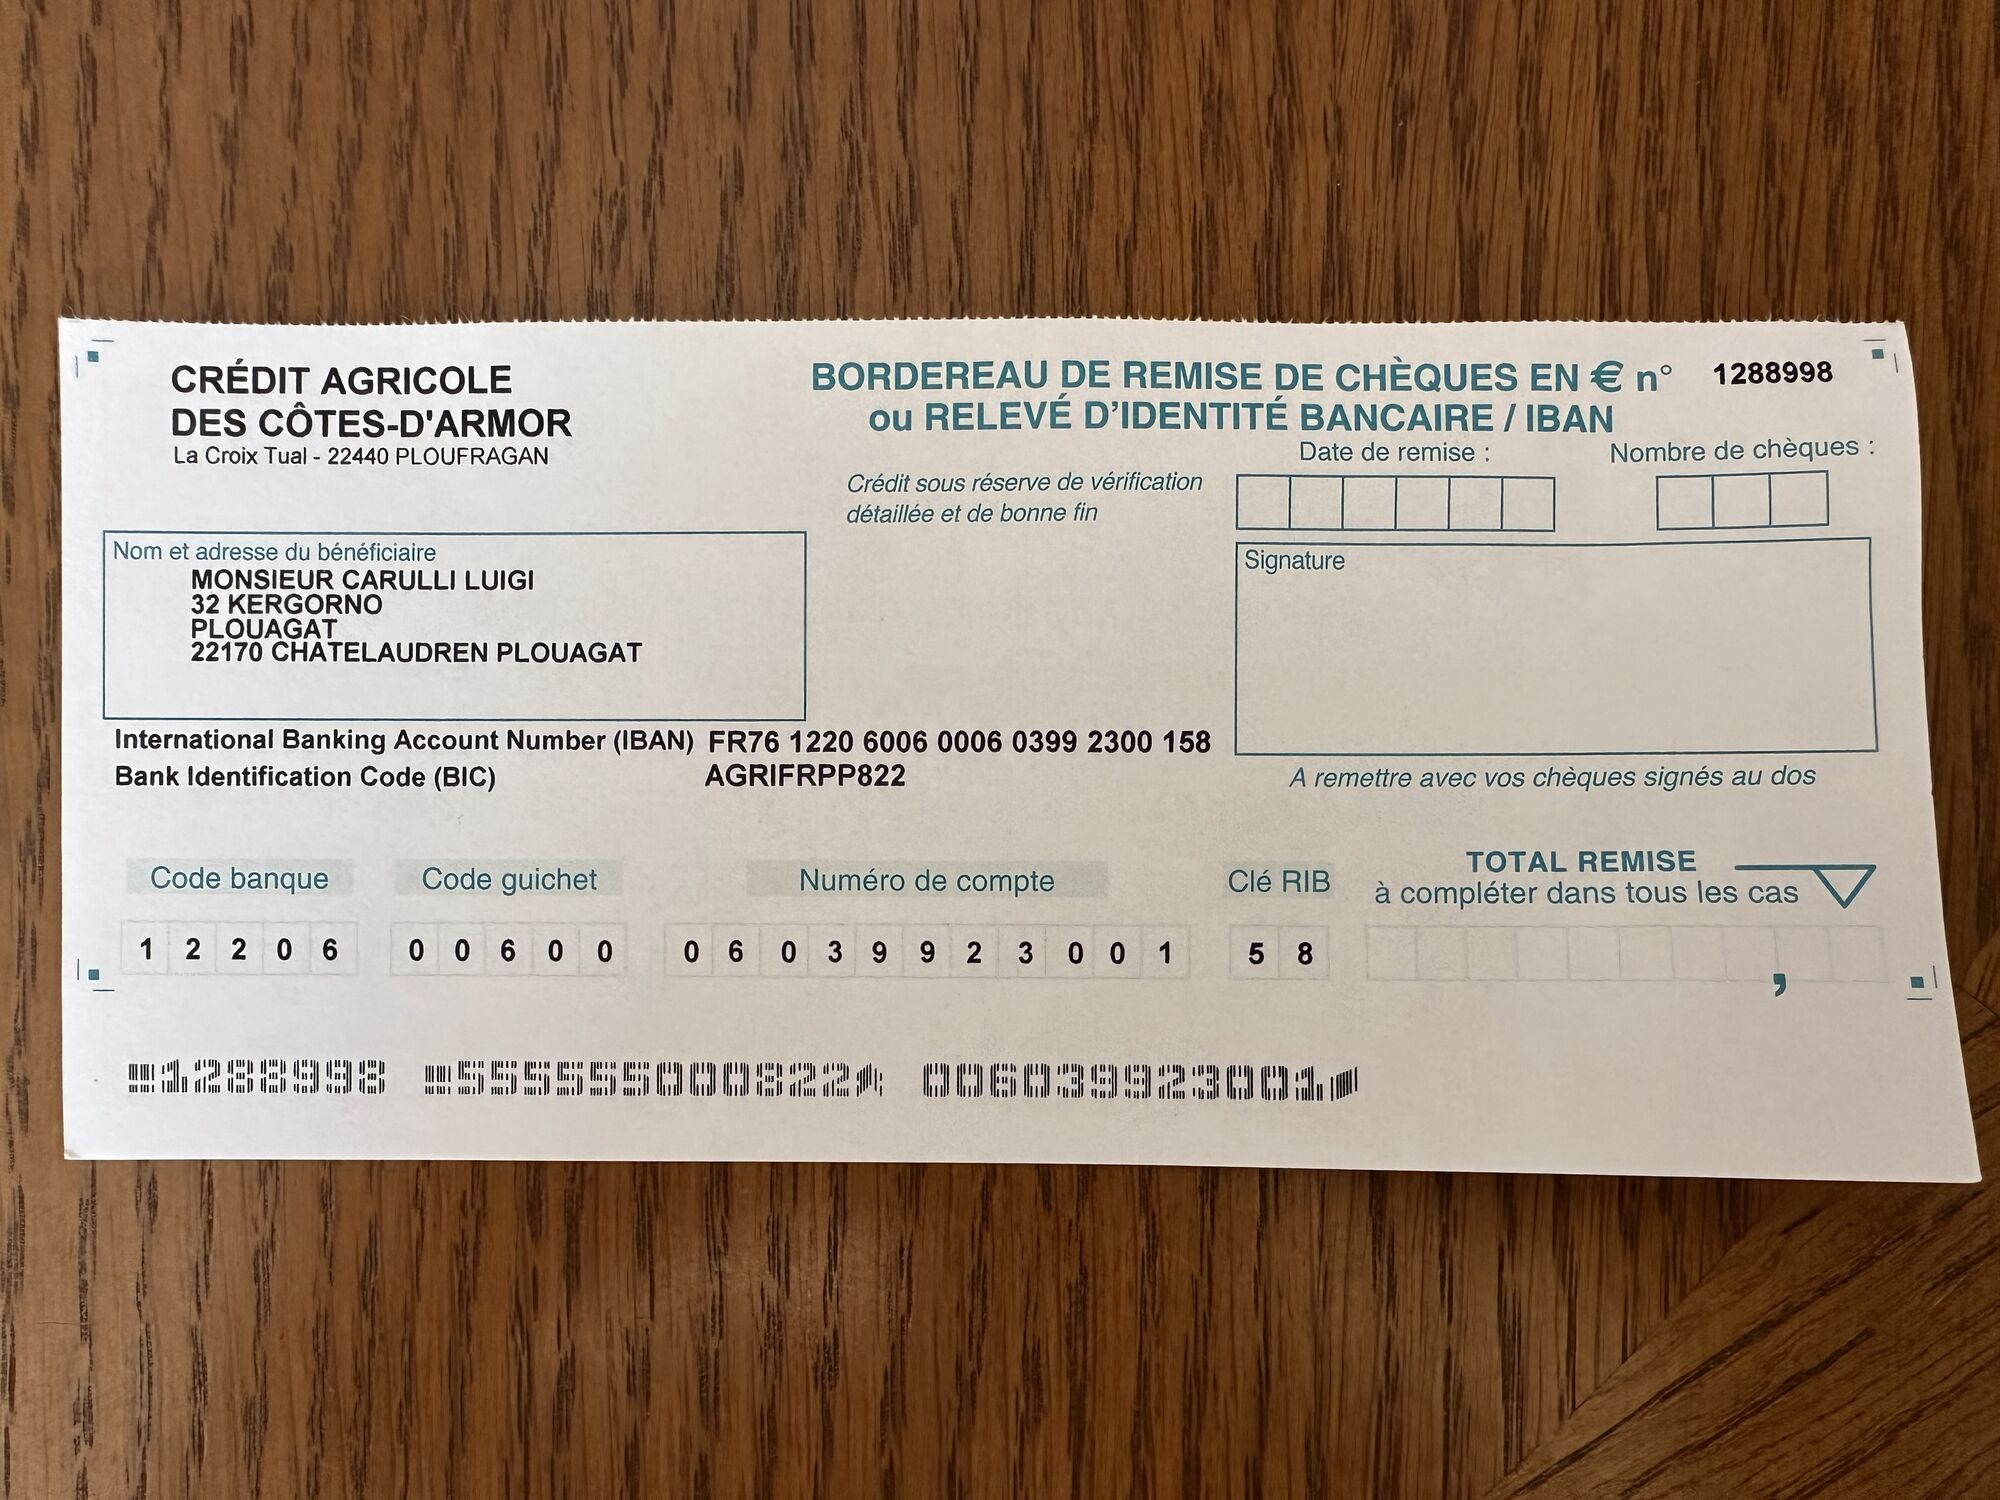 CRÉDIT AGRICOLE
DES CÔTES-D'ARMOR
La Croix Tual - 22440 PLOUFRAGAN
BORDEREAU DE REMISE DE CHÈQUES EN € n° 1288998
ou RELEVÉ D'IDENTITÉ BANCAIRE / IBAN
Date de remise :
Nombre de chèques :
Crédit sous réserve de vérification
détaillée et de bonne fin
Nom et adresse du bénéficiaire
MONSIEUR CARULLI LUIGI
32 KERGORNO
PLOUAGAT
22170 CHATELAUDREN PLOUAGAT
Signature
International Banking Account Number (IBAN) FR76 1220 6006 0006 0399 2300 158
Bank Identification Code (BIC) AGRIFRPP822
A remettre avec vos chèques signés au dos
Code banque Code guichet Numéro de compte Clé RIB
TOTAL REMISE
à compléter dans tous les cas
1 2 2 0 6 0 0 6 0 0 0 6 0 3 9 9 2 3 0 0 1 5 8 ,
1288998 555555000822 006039923001